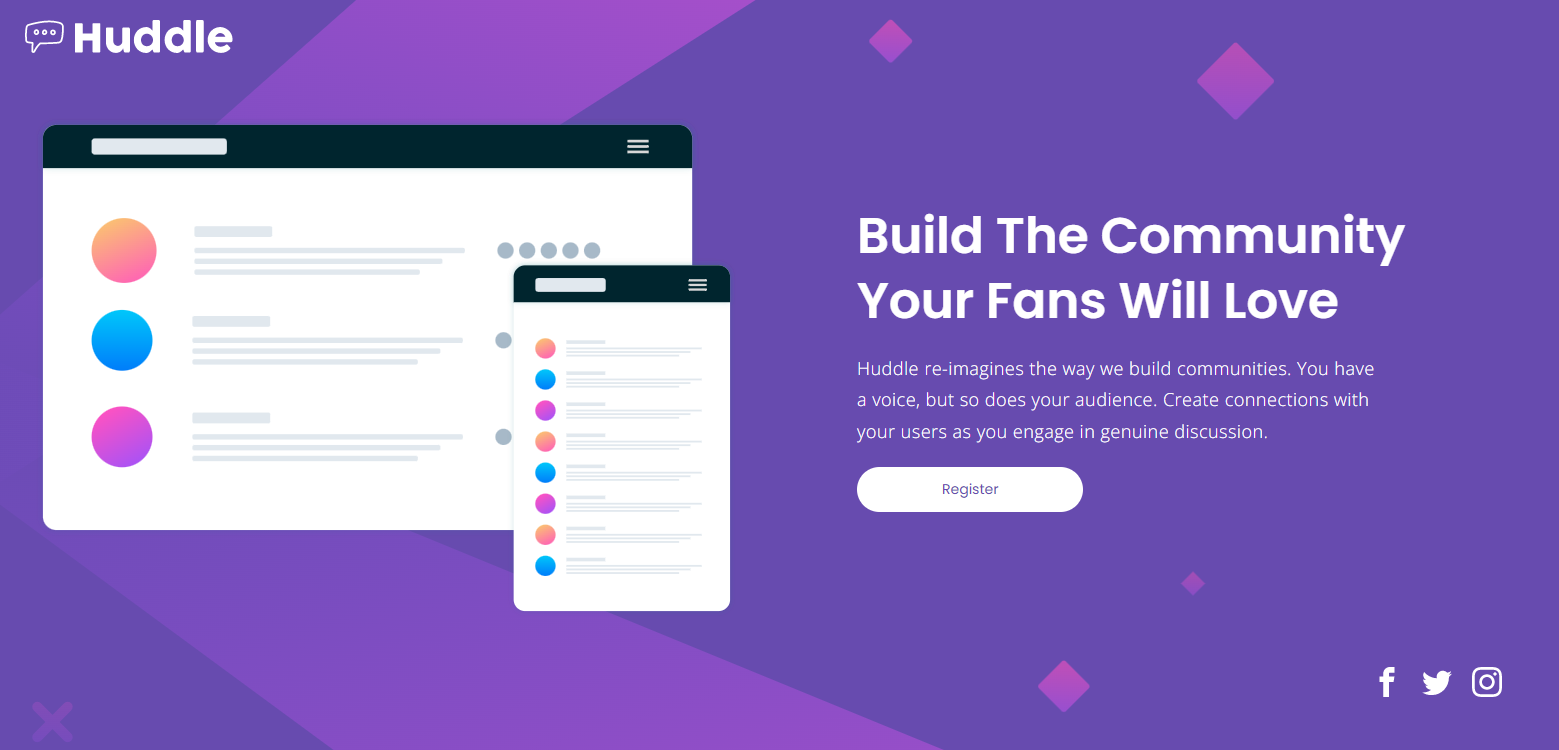 Huddle
Build The Community
Your Fans Will Love
Huddle re-imagines the way we build communities. You have
a voice, but so does your audience. Create connections with
your users as you engage in genuine discussion.
Register